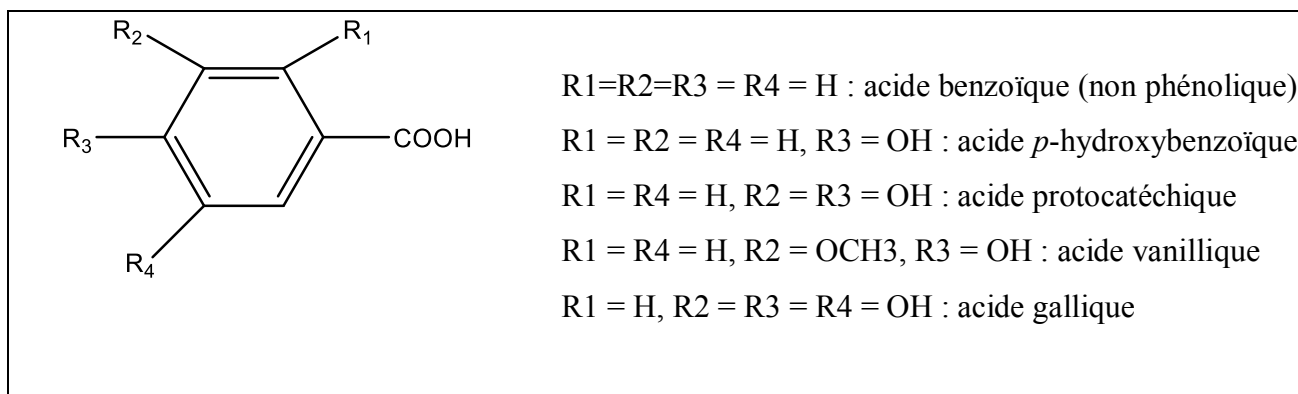 R₂ R₁
R1=R2=R3 = R4 = H : acide benzoïque (non phénolique)
R₃ COOH
R1 = R2 = R4 = H, R3 = OH : acide p-hydroxybenzoïque
R1 = R4 = H, R2 = R3 = OH : acide protocatéchique
R₄
R1 = R4 = H, R2 = OCH3, R3 = OH : acide vanillique
R1 = H, R2 = R3 = R4 = OH : acide gallique